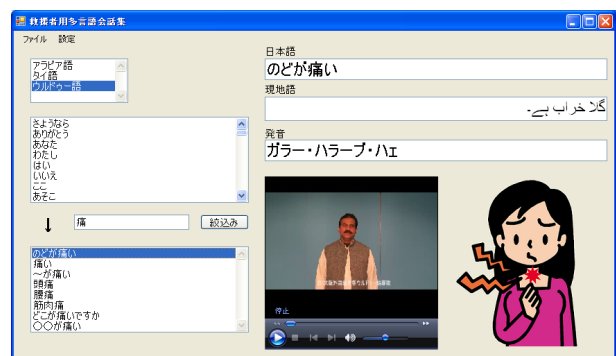 救援者用多言語会話集
ファイル 設定
アラビア語
タイ語
ウルドゥー語
さようなら
ありがとう
あなた
わたし
はい
いいえ
ここ
あそこ
↓ 痛 絞込み
のどが痛い
痛い
～が痛い
頭痛
腰痛
筋肉痛
どこが痛いですか
○○が痛い
日本語
のどが痛い
現地語
گلا خراب ہے۔
発音
ガラー・ハラーブ・ハェ
停止